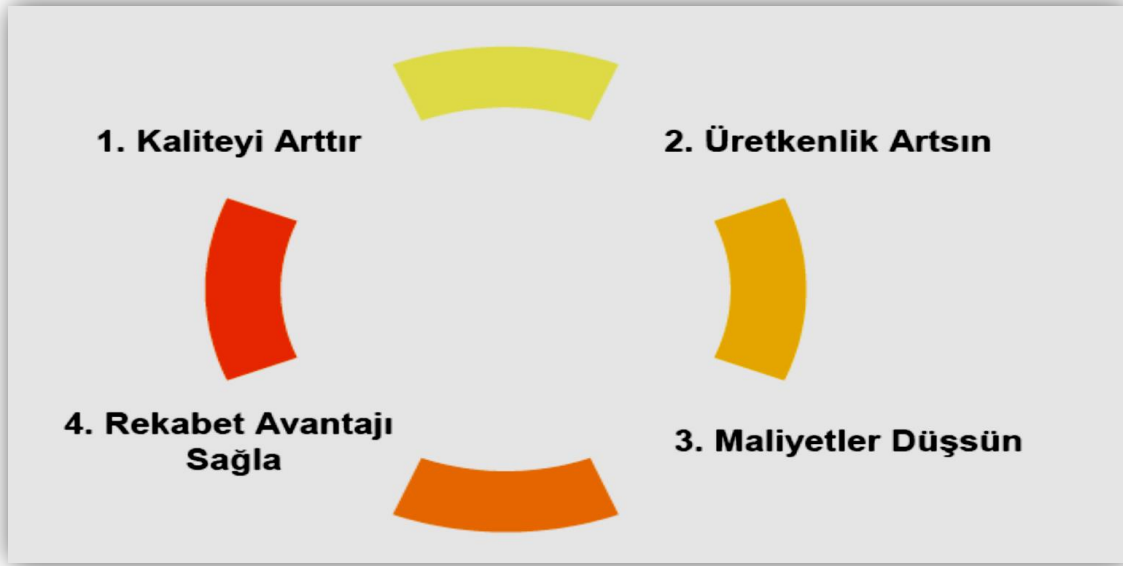 1. Kaliteyi Arttır
2. Üretkenlik Artsın
3. Maliyetler Düşsün
4. Rekabet Avantajı
Sağla